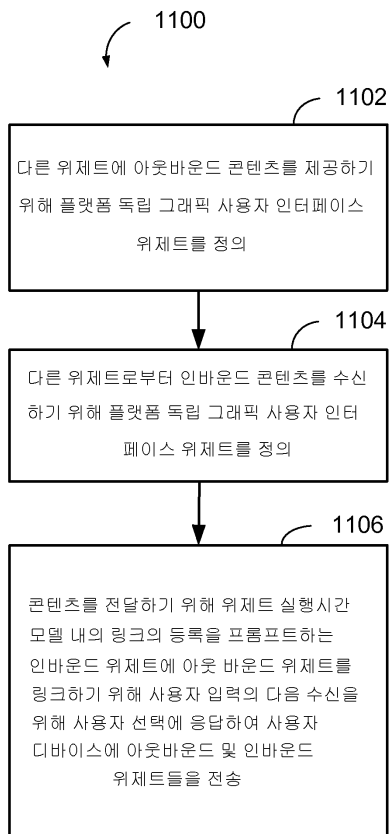 1100
1102
다른 위제트에 아웃바운드 콘텐츠를 제공하기
위해 플랫폼 독립 그래픽 사용자 인터페이스
위제트를 정의
1104
다른 위제트로부터 인바운드 콘텐츠를 수신
하기 위해 플랫폼 독립 그래픽 사용자 인터
페이스 위제트를 정의
1106
콘텐츠를 전달하기 위해 위제트 실행시간
모델 내의 링크의 등록을 프롬프트하는
인바운드 위제트에 아웃 바운드 위제트를
링크하기 위해 사용자 입력의 다음 수신을
위해 사용자 선택에 응답하여 사용자
디바이스에 아웃바운드 및 인바운드
위제트들을 전송